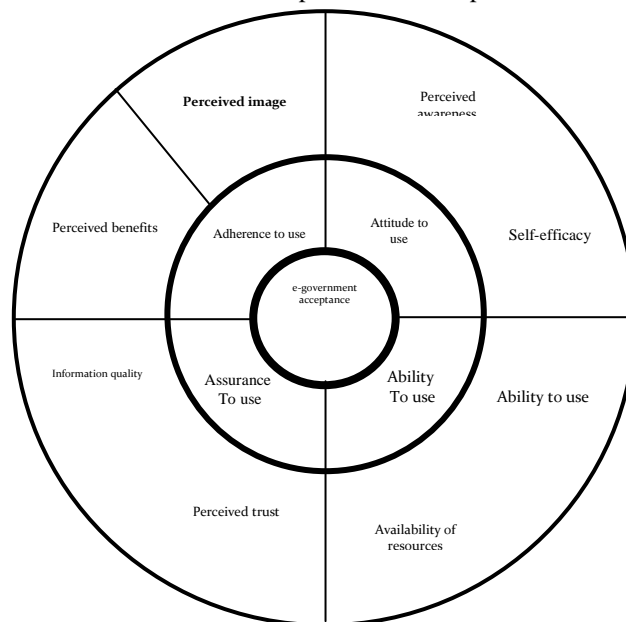 Perceived image
Perceived
awareness
Perceived benefits
Adherence to use
Attitude to
use
Self-efficacy
e-government
acceptance
Information quality
Assurance
To use
Ability
To use
Ability to use
Perceived trust
Availability of
resources